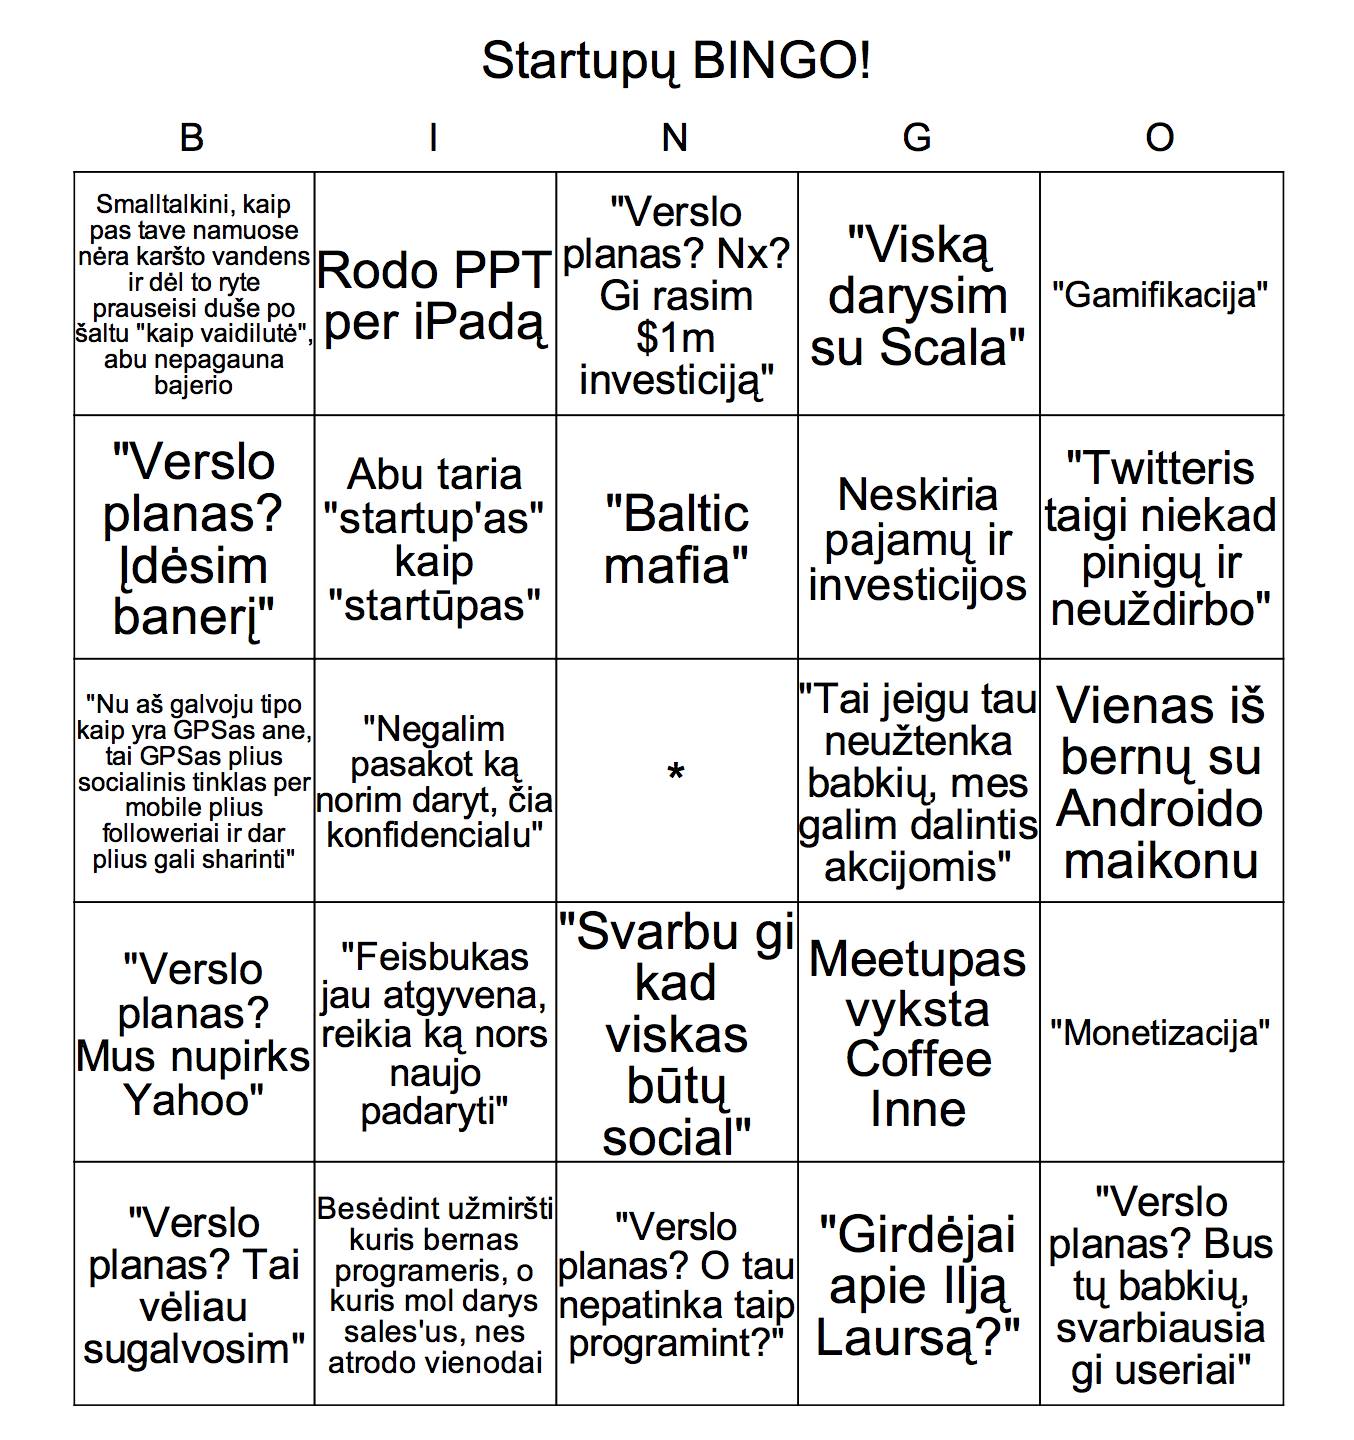 Startupų BINGO!
B I N G O
Smalltalkini, kaip
pas tave namuose
nėra karšto vandens
ir dėl to ryte
prauseisi duše po
šaltu "kaip vaidilutė",
abu nepagauna
bajerio
Rodo PPT
per iPadą
"Verslo
planas? Nx?
Gi rasim
$1m
investiciją"
"Viską
darysim
su Scala"
"Gamifikacija"
"Verslo
planas?
Įdėsim
banerį"
Abu taria
"startup'as"
kaip
"startūpas"
"Baltic
mafia"
Neskiria
pajamų ir
investicijos
"Twitteris
taigi niekad
pinigų ir
neuždirbo"
"Nu aš galvoju tipo
kaip yra GPSas ane,
tai GPSas plius
socialinis tinklas per
mobile plius
followeriai ir dar
plius gali sharinti"
"Negalim
pasakot ką
norim daryt, čia
konfidencialu"
*
"Tai jeigu tau
neužtenka
babkių, mes
galim dalintis
akcijomis"
Vienas iš
bernų su
Androido
maikonu
"Verslo
planas?
Mus nupirks
Yahoo"
"Feisbukas
jau atgyvena,
reikia ką nors
naujo
padaryti"
"Svarbu gi
kad
viskas
būtų
social"
Meetupas
vyksta
Coffee
Inne
"Monetizacija"
"Verslo
planas? Tai
vėliau
sugalvosim"
Besėdint užmiršti
kuris bernas
programeris, o
kuris mol darys
sales'us, nes
atrodo vienodai
"Verslo
planas? O tau
nepatinka taip
programint?"
"Girdėjai
apie Ilją
Laursą?"
"Verslo
planas? Bus
tų babkių,
svarbiausia
gi useriai"